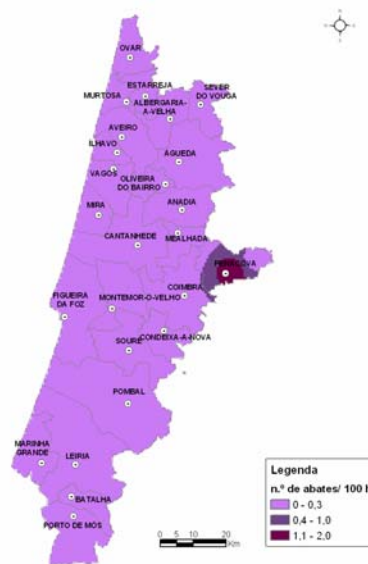 OVAR
ESTARREJA
SEVER
DO VOUGA
MURTOSA
ALBERGARIA-
A-VELHA
AVEIRO
ÍLHAVO
ÁGUEDA
VAGOS
OLIVEIRA
DO BAIRRO
ANADIA
MIRA
CANTANHEDE
MEALHADA
PENACOVA
COIMBRA
FIGUEIRA
DA FOZ
MONTEMOR-O-VELHO
CONDEIXA-A-NOVA
SOURE
POMBAL
MARINHA
GRANDE
LEIRIA
BATALHA
PORTO DE MÓS
Legenda
n.º de abates/ 100 h
0 - 0,3
0,4 - 1,0
1,1 - 2,0
0 5 10 20
Km